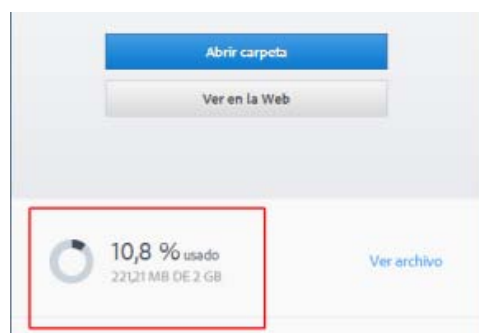 Abrir carpeta
Ver en la Web
10,8 % usado
221,21 MB DE 2 GB
Ver archivo